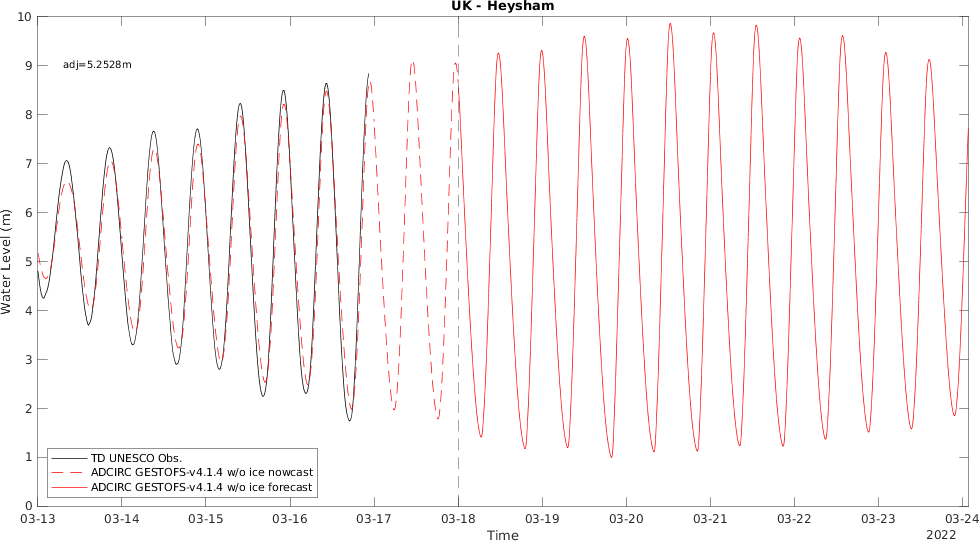 UK - Heysham
10
9
8
7
6
5
4
3
2
1
0
Water Level (m)
adj=5.2528m
TD UNESCO Obs.
ADCIRC GESTOFS-v4.1.4 w/o ice nowcast
ADCIRC GESTOFS-v4.1.4 w/o ice forecast
03-13 03-14 03-15 03-16 03-17 03-18 03-19 03-20 03-21 03-22 03-23 03-24
Time
2022